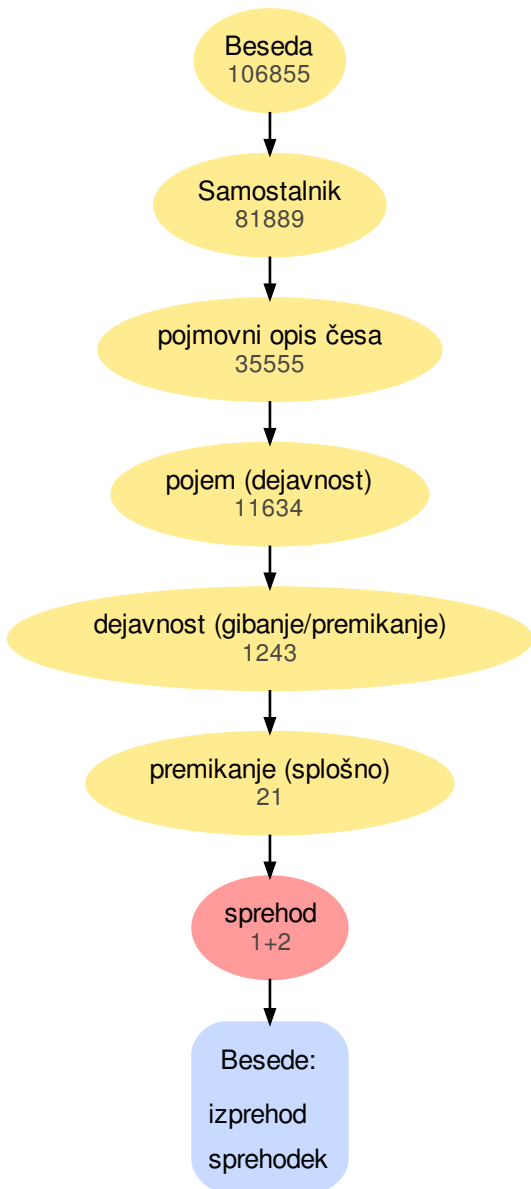 Beseda
106855
Samostalnik
81889
pojmovni opis česa
35555
pojem (dejavnost)
11634
dejavnost (gibanje/premikanje)
1243
premikanje (splošno)
21
sprehod
1+2
Besede:
izprehod
sprehodek